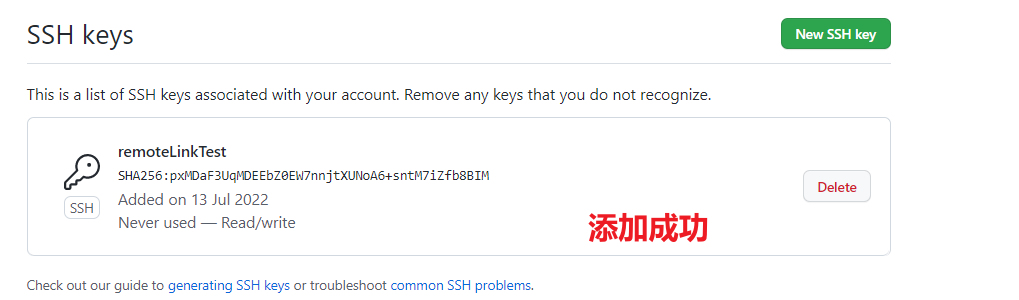 SSH keys
New SSH key
This is a list of SSH keys associated with your account. Remove any keys that you do not recognize.
remoteLinkTest
SHA256:pxMDaF3UqMDEEbZ0EW7nnjtXUNoA6+sntM7iZfb8BIM
SSH
Added on 13 Jul 2022
Never used — Read/write
Delete
添加成功
Check out our guide to generating SSH keys or troubleshoot common SSH problems.